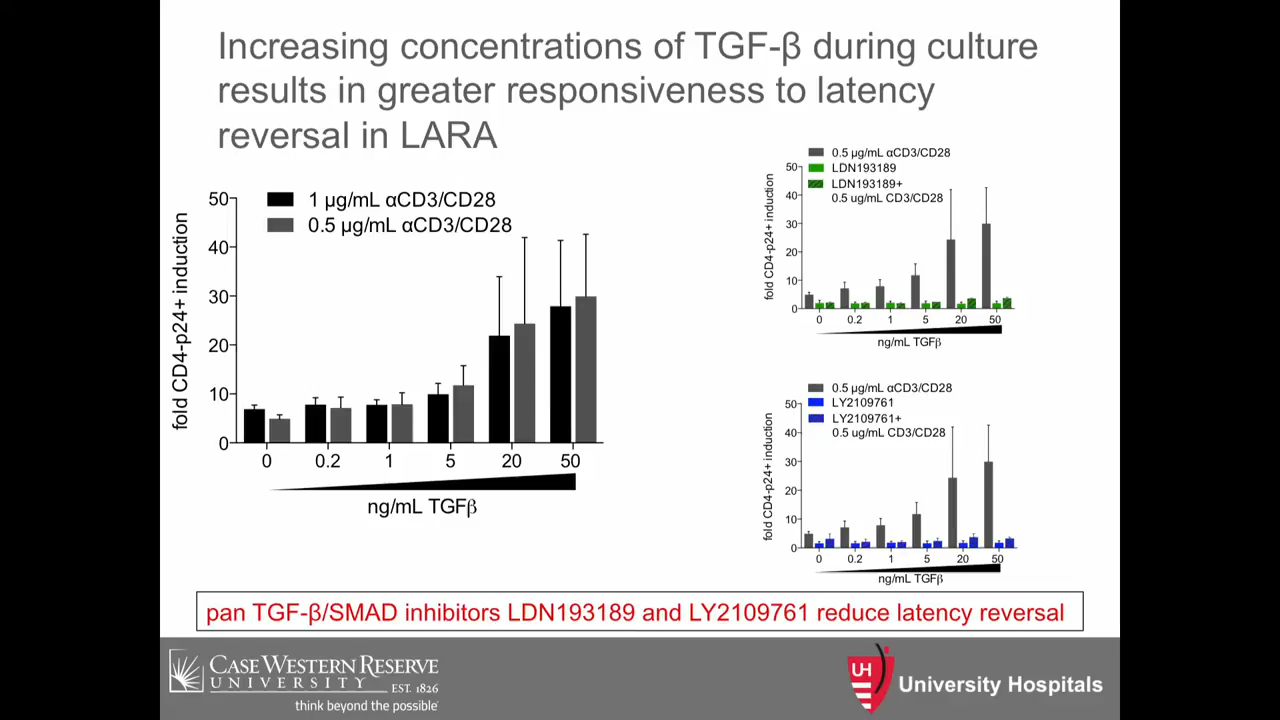 Increasing concentrations of TGF-β during culture
results in greater responsiveness to latency
reversal in LARA
1 µg/mL αCD3/CD28
0.5 µg/mL αCD3/CD28
fold CD4-p24+ induction
50
40
30
20
10
0
0 0.2 1 5 20 50
ng/mL TGFβ
0.5 µg/mL αCD3/CD28
LDN193189
LDN193189+
0.5 ug/mL CD3/CD28
fold CD4-p24+ induction
50
40
30
20
10
0
0 0.2 1 5 20 50
ng/mL TGFβ
0.5 µg/mL αCD3/CD28
LY2109761
LY2109761+
0.5 ug/mL CD3/CD28
fold CD4-p24+ induction
50
40
30
20
10
0
0 0.2 1 5 20 50
ng/mL TGFβ
pan TGF-β/SMAD inhibitors LDN193189 and LY2109761 reduce latency reversal
CASE WESTERN RESERVE
UNIVERSITY EST. 1826
think beyond the possible
UH
University Hospitals